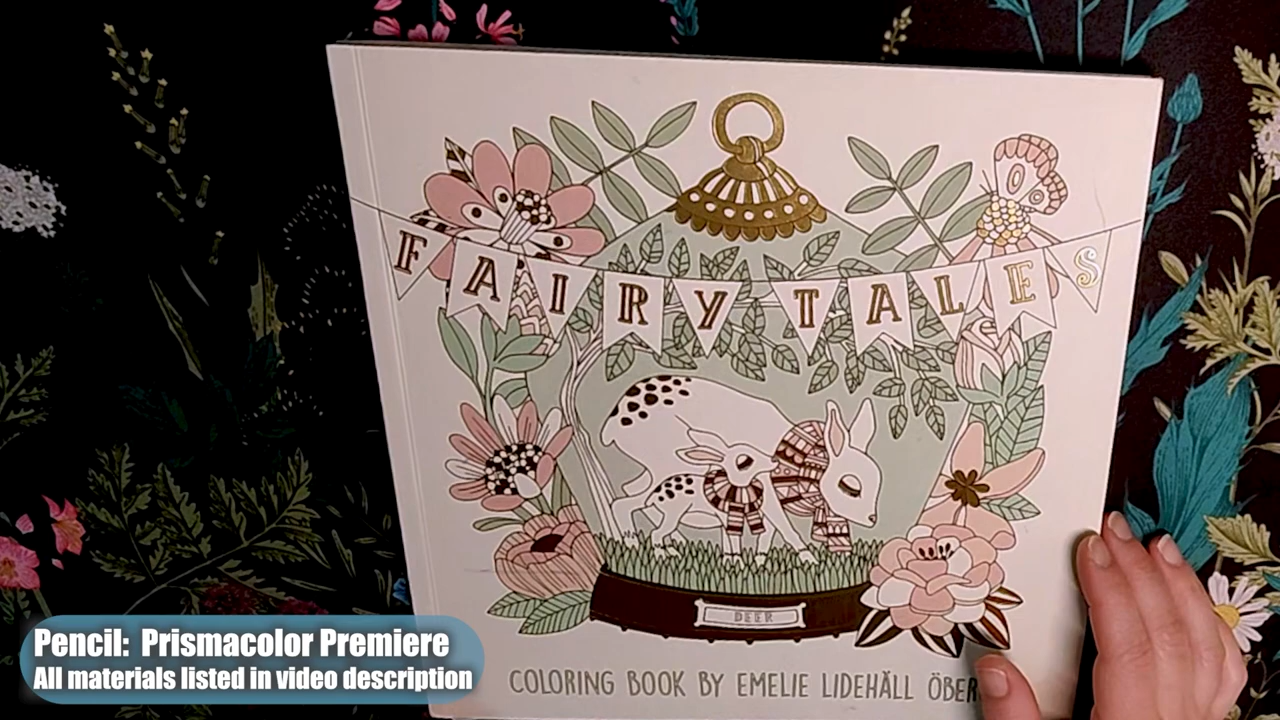 FAIRY TALES
DEER
COLORING BOOK BY EMELIE LIDEHÄLL
Pencil: Prismacolor Premiere
All materials listed in video description